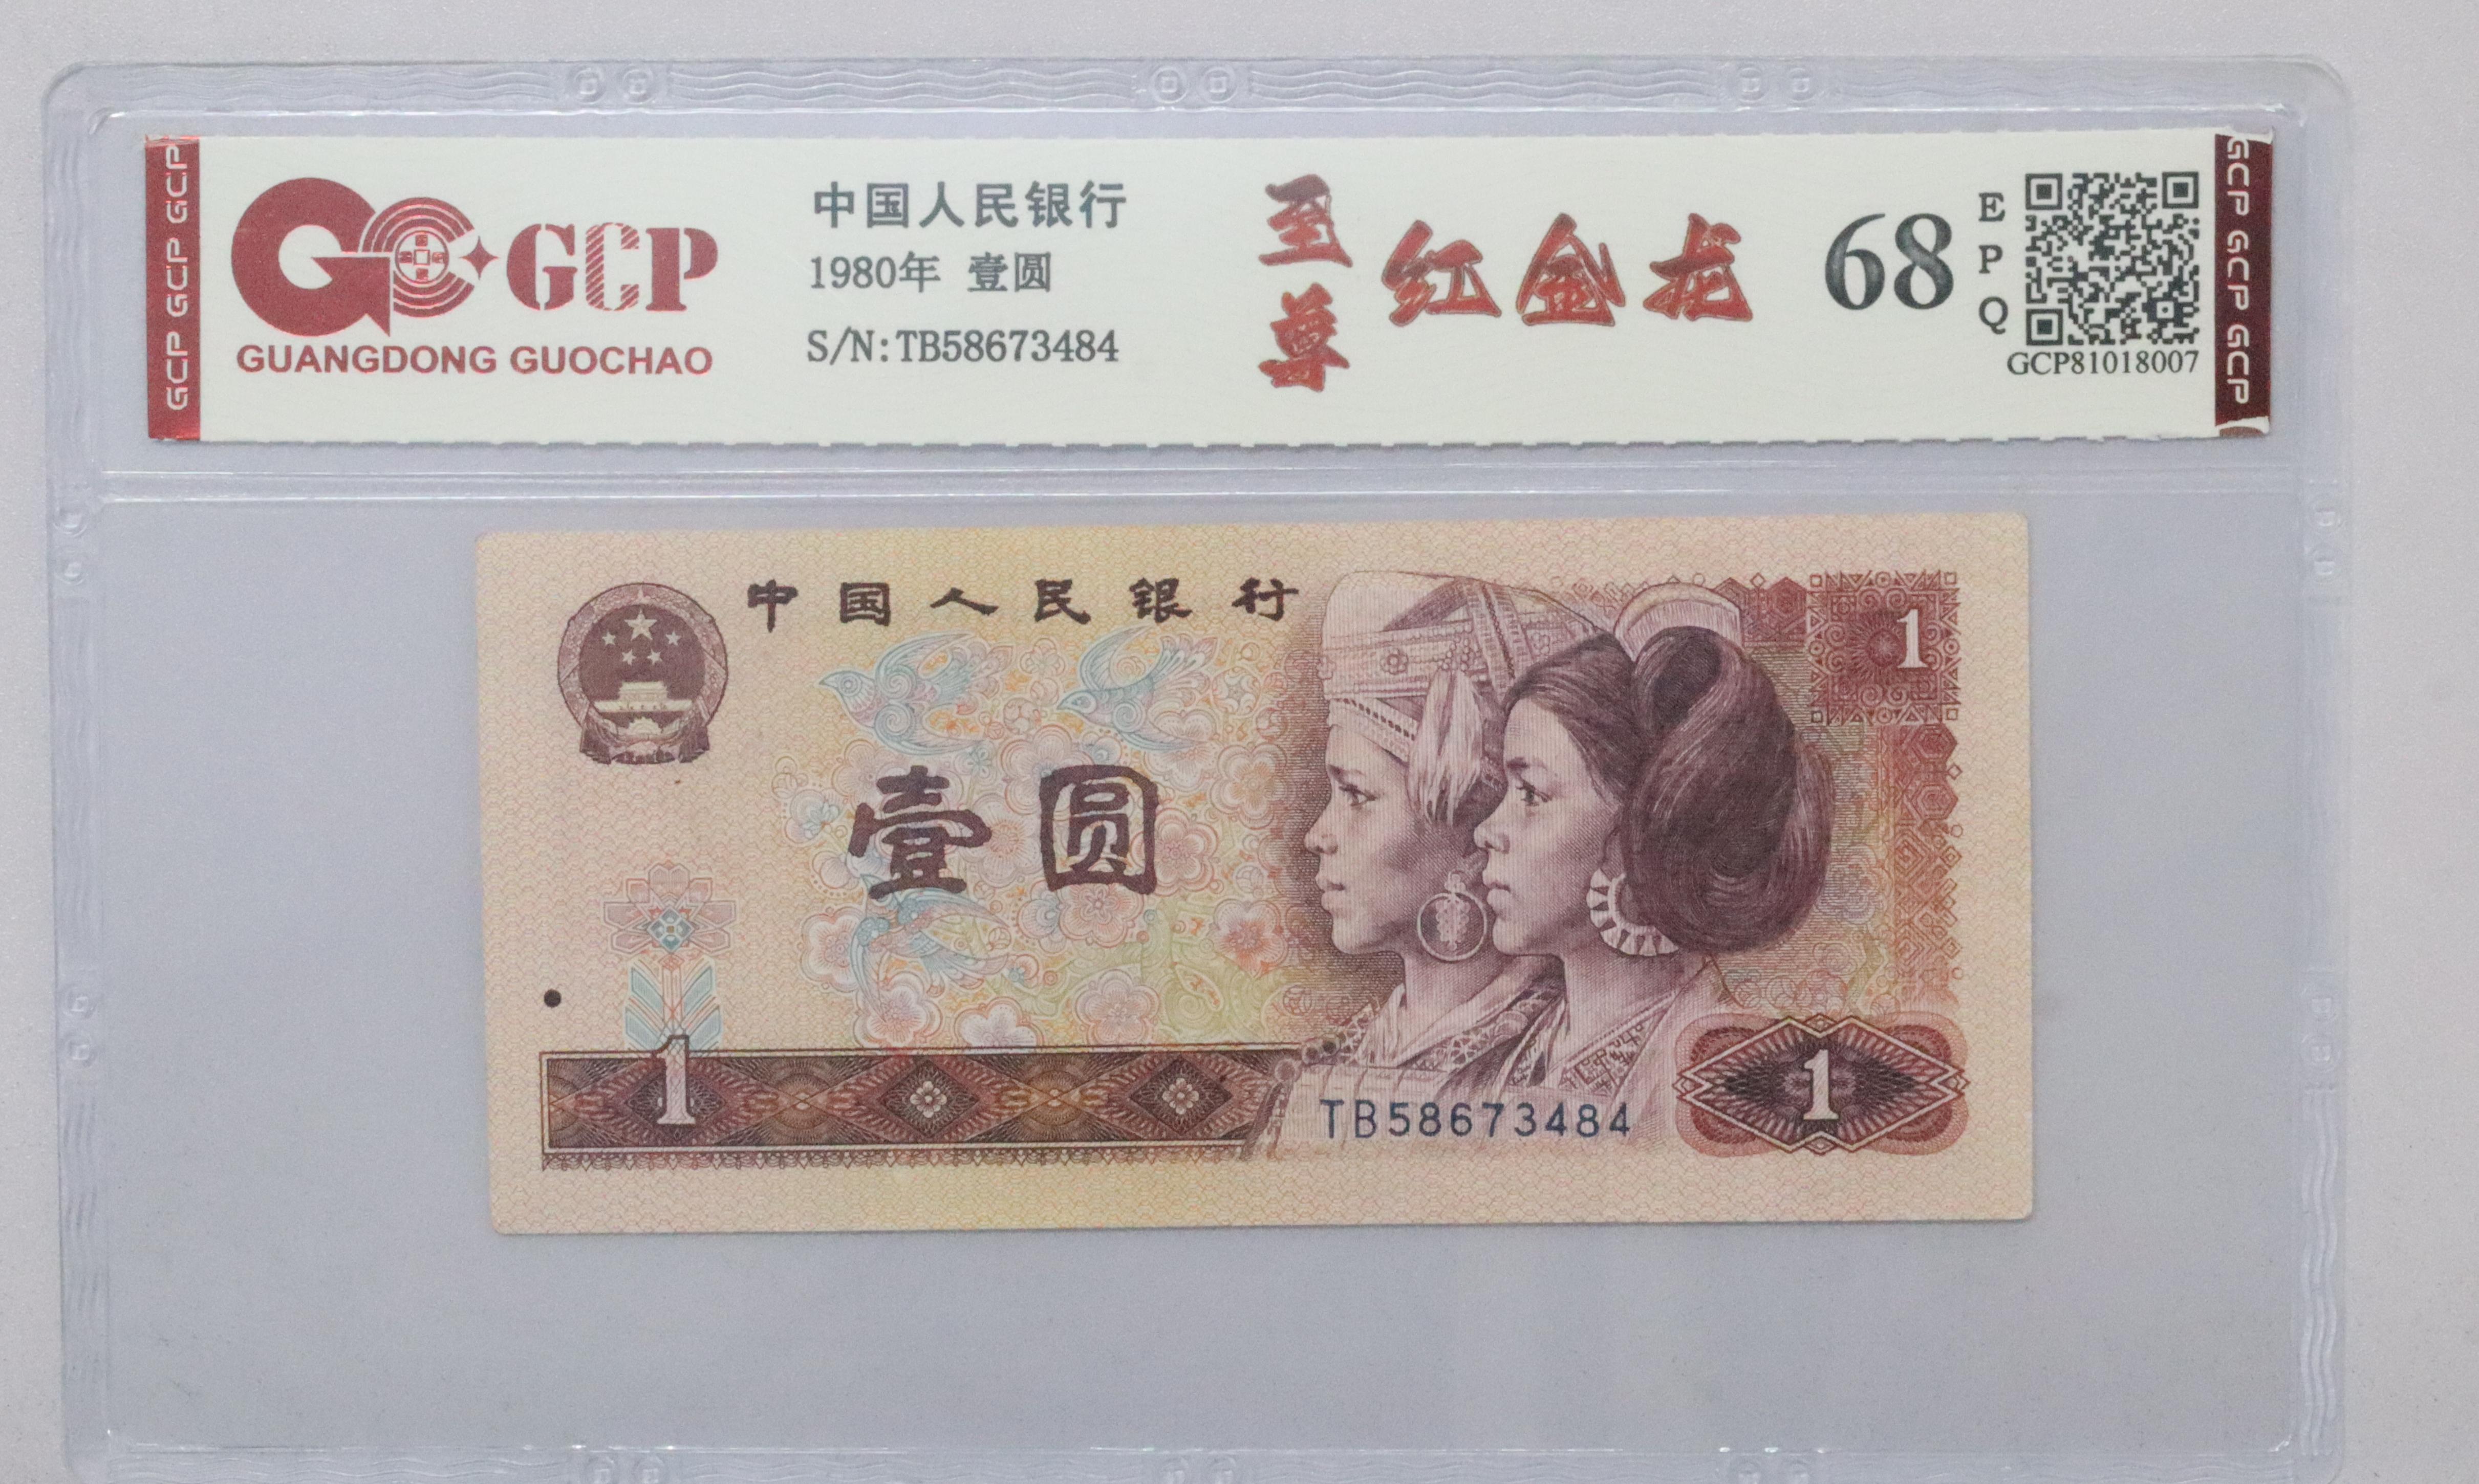 GCP GCP GCP
GCP
GUANGDONG GUOCHAO
中国人民银行
1980年 壹圆
S/N:TB58673484
至尊
红金龙
68
EPQ
GCP81018007
GCP GCP GCP
中国人民银行
1
壹圆
1
1
TB58673484